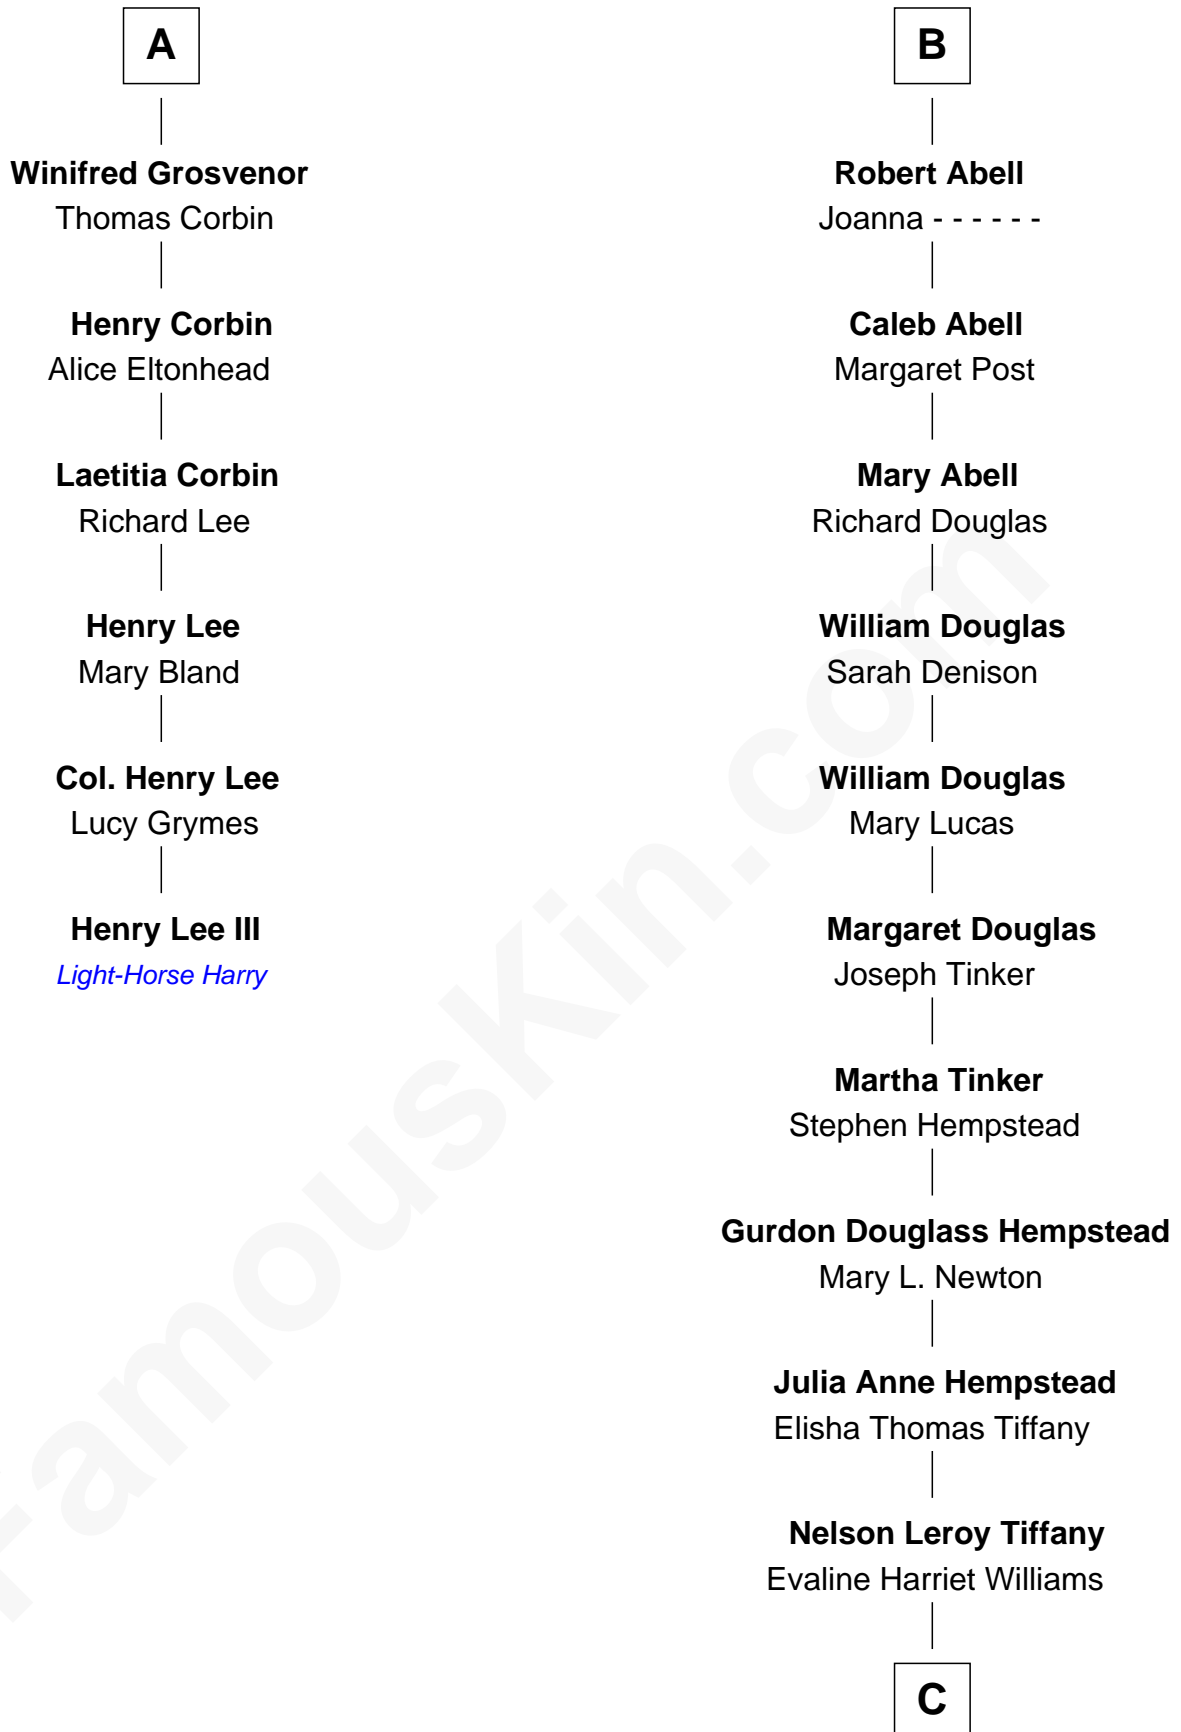 A
Winifred Grosvenor
Thomas Corbin
Henry Corbin
Alice Eltonhead
Laetitia Corbin
Richard Lee
Henry Lee
Mary Bland
Col. Henry Lee
Lucy Grymes
Henry Lee III
Light-Horse Harry
B
Robert Abell
Joanna - - - - - -
Caleb Abell
Margaret Post
Mary Abell
Richard Douglas
William Douglas
Sarah Denison
William Douglas
Mary Lucas
Margaret Douglas
Joseph Tinker
Martha Tinker
Stephen Hempstead
Gurdon Douglass Hempstead
Mary L. Newton
Julia Anne Hempstead
Elisha Thomas Tiffany
Nelson Leroy Tiffany
Evaline Harriet Williams
C
FamousKin.com